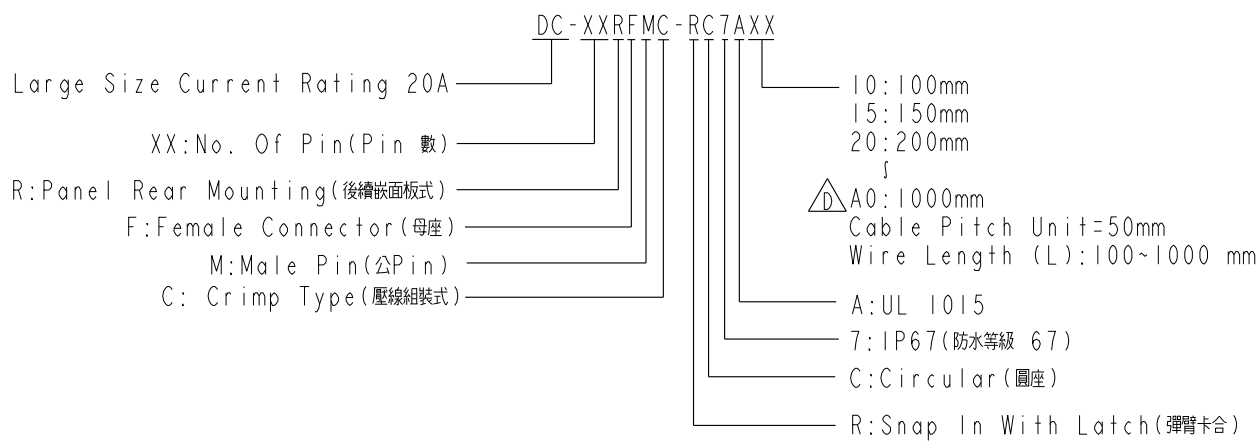 DC-XXRFMC-RC7AXX
Large Size Current Rating 20A
XX:No. Of Pin(Pin 數)
R:Panel Rear Mounting(後續嵌面板式)
F:Female Connector(母座)
M:Male Pin(公Pin)
C: Crimp Type(壓線組裝式)
10:100mm
15:150mm
20:200mm
∫
D A0:1000mm
Cable Pitch Unit=50mm
Wire Length (L):100~1000 mm
A:UL 1015
7:IP67(防水等級 67)
C:Circular(圓座)
R:Snap In With Latch(彈臂卡合)